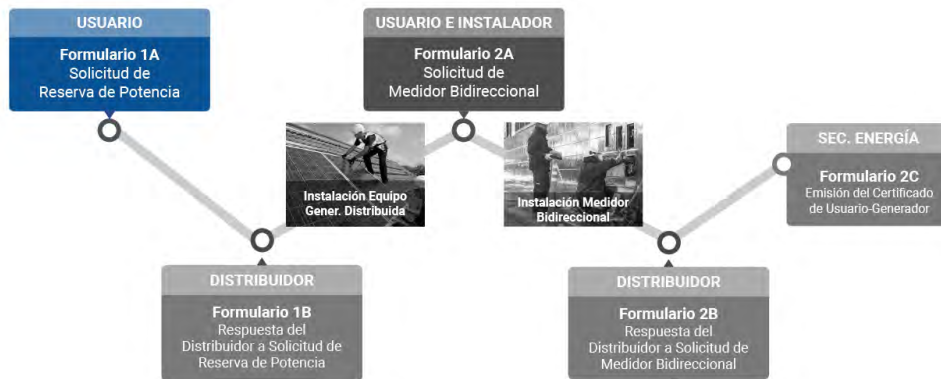 USUARIO
Formulario 1A
Solicitud de
Reserva de Potencia
DISTRIBUIDOR
Formulario 1B
Respuesta del
Distribuidor a Solicitud de
Reserva de Potencia
Instalación Equipo
Gener. Distribuida
USUARIO E INSTALADOR
Formulario 2A
Solicitud de
Medidor Bidireccional
Instalación Medidor
Bidireccional
DISTRIBUIDOR
Formulario 2B
Respuesta del
Distribuidor a Solicitud de
Medidor Bidireccional
SEC. ENERGÍA
Formulario 2C
Emisión del Certificado
de Usuario-Generador